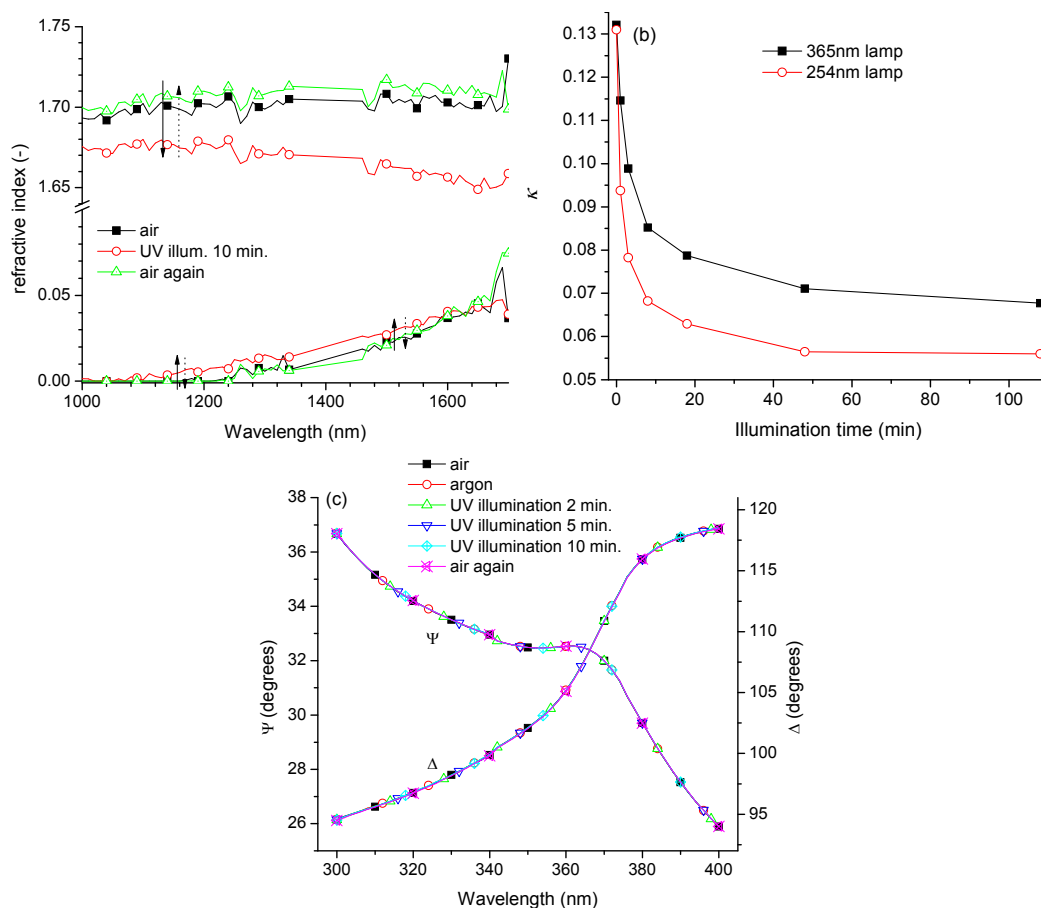 1.75
1.70
1.65
0.05
0.00
refractive index (-)
air
UV illum. 10 min.
air again
1000
1200
1400
1600
Wavelength (nm)
(b)
365nm lamp
254nm lamp
0.13
0.12
0.11
0.10
0.09
0.08
0.07
0.06
0.05
κ
0
20
40
60
80
100
Illumination time (min)
air
argon
UV illumination 2 min.
UV illumination 5 min.
UV illumination 10 min.
air again
(c)
38
36
34
32
30
28
26
Ψ (degrees)
Ψ
Δ
120
115
110
105
100
95
Δ (degrees)
300
320
340
360
380
400
Wavelength (nm)